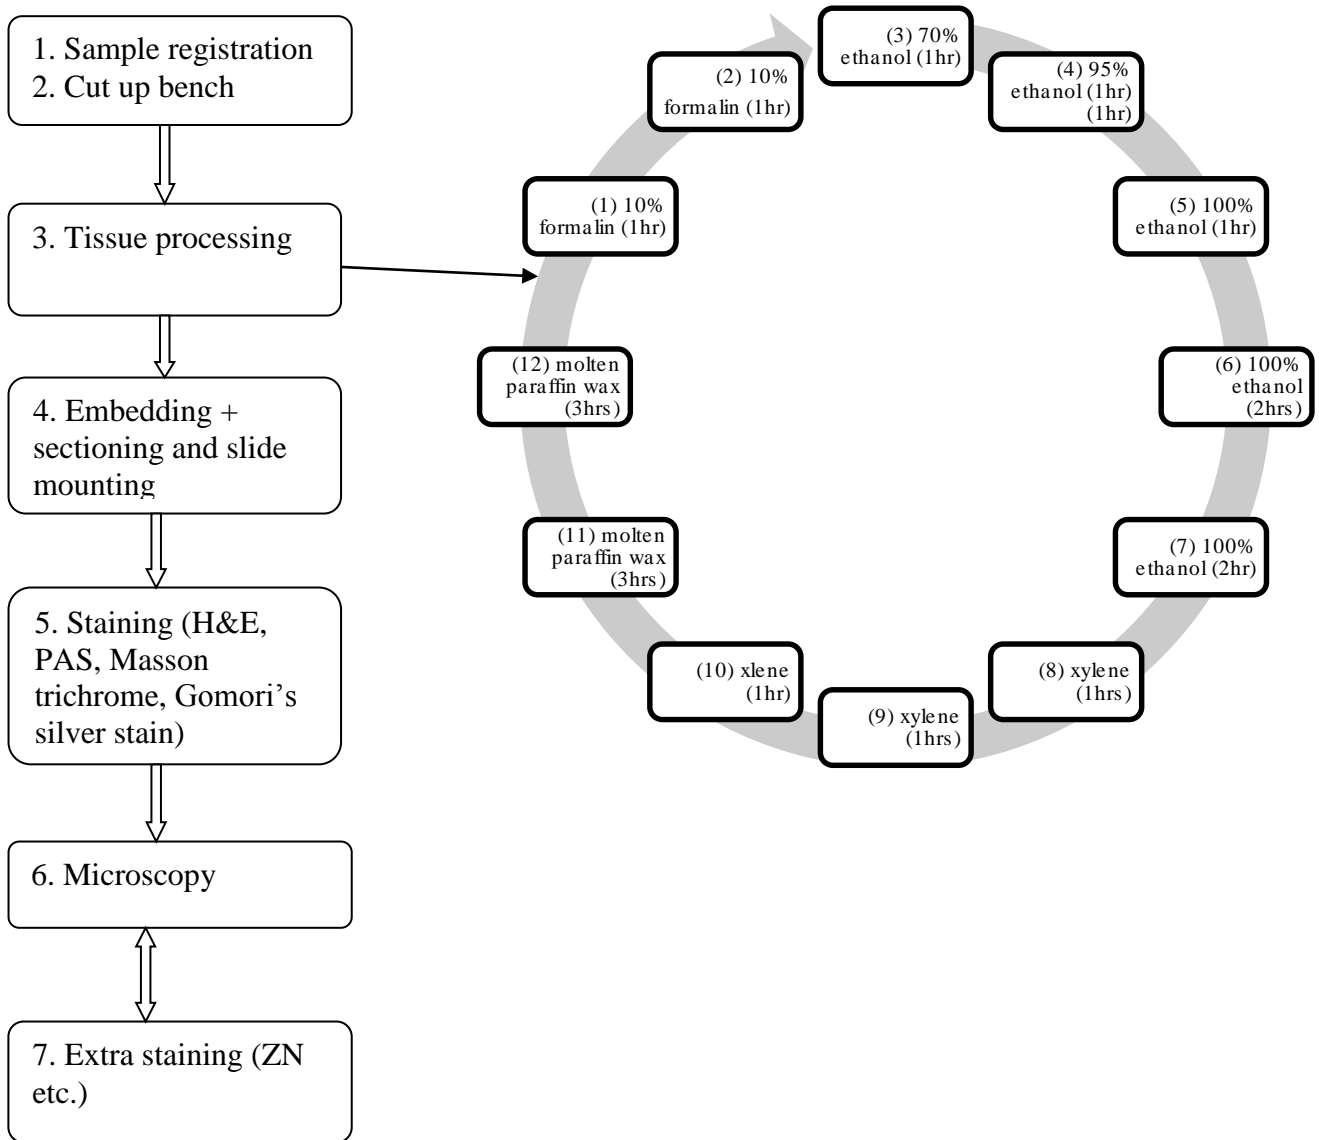 1. Sample registration
2. Cut up bench
3. Tissue processing
4. Embedding +
sectioning and slide
mounting
5. Staining (H&E,
PAS, Masson
trichrome, Gomori’s
silver stain)
6. Microscopy
7. Extra staining (ZN
etc.)
(1) 10%
formalin (1hr)
(2) 10%
formalin (1hr)
(3) 70%
ethanol (1hr)
(4) 95%
ethanol (1hr)
(1hr)
(5) 100%
ethanol (1hr)
(6) 100%
ethanol
(2hrs)
(7) 100%
ethanol (2hr)
(8) xylene
(1hrs)
(9) xylene
(1hrs)
(10) xlene
(1hr)
(11) molten
paraffin wax
(3hrs)
(12) molten
paraffin wax
(3hrs)